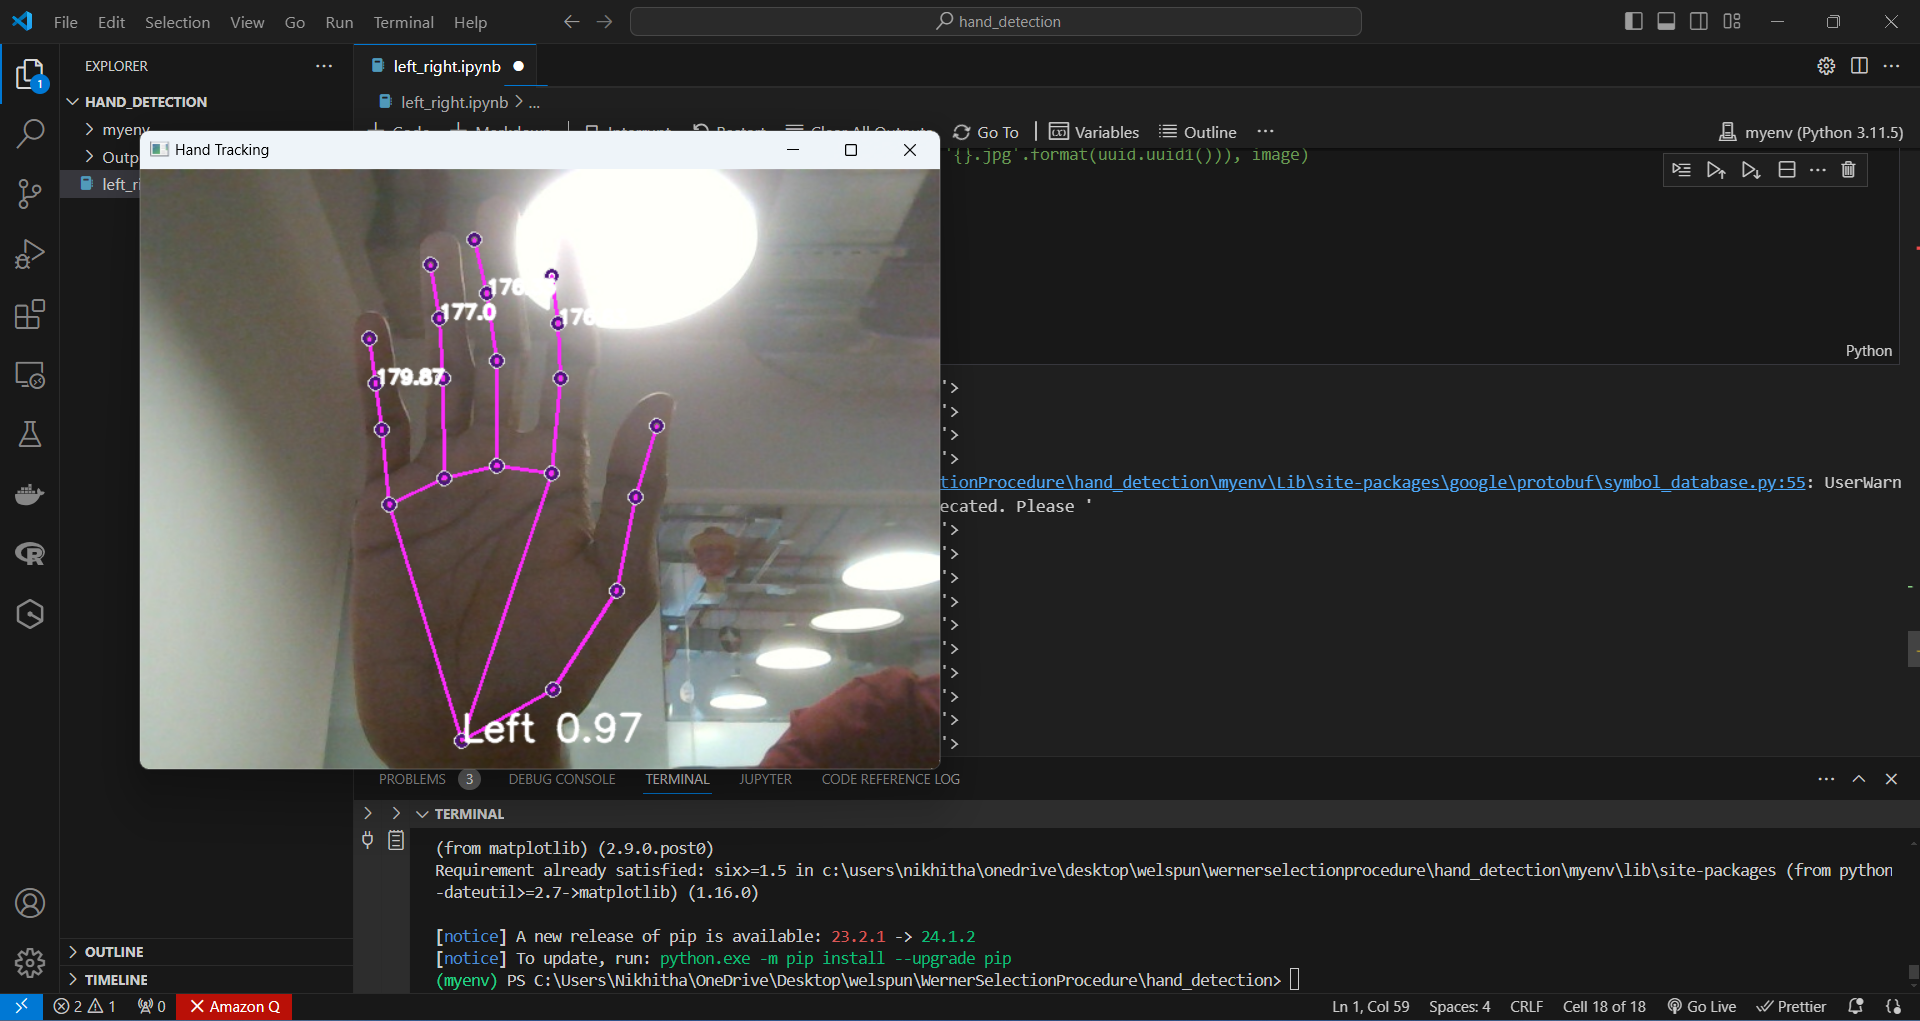 File Edit Selection View Go Run Terminal Help
hand_detection
EXPLORER
left_right.ipynb
HAND_DETECTION
left_right.ipynb > ...
myenv
Go To
Variables
Outline
myenv (Python 3.11.5)
Hand Tracking
'{}.jpg'.format(uuid.uuid1())), image)
Outp
left_ri
177.0
179.87
Left 0.97
Python
'>
'>
'>
'>
tionProcedure\hand_detection\myenv\Lib\site-packages\google\protobuf\symbol_database.py:55: UserWarn
ecated. Please '
'>
'>
'>
'>
'>
'>
'>
'>
'>
'>
PROBLEMS 3 DEBUG CONSOLE TERMINAL JUPYTER CODE REFERENCE LOG
TERMINAL
(from matplotlib) (2.9.0.post0)
Requirement already satisfied: six>=1.5 in c:\users\nikhitha\onedrive\desktop\welspun\wernerselectionprocedure\hand_detection\myenv\lib\site-packages (from python
-dateutil>=2.7->matplotlib) (1.16.0)
[notice] A new release of pip is available: 23.2.1 -> 24.1.2
[notice] To update, run: python.exe -m pip install --upgrade pip
(myenv) PS C:\Users\Nikhitha\OneDrive\Desktop\welspun\WernerSelectionProcedure\hand_detection>
OUTLINE
TIMELINE
2 1 0 Amazon Q Ln 1, Col 59 Spaces: 4 CRLF Cell 18 of 18 Go Live Prettier